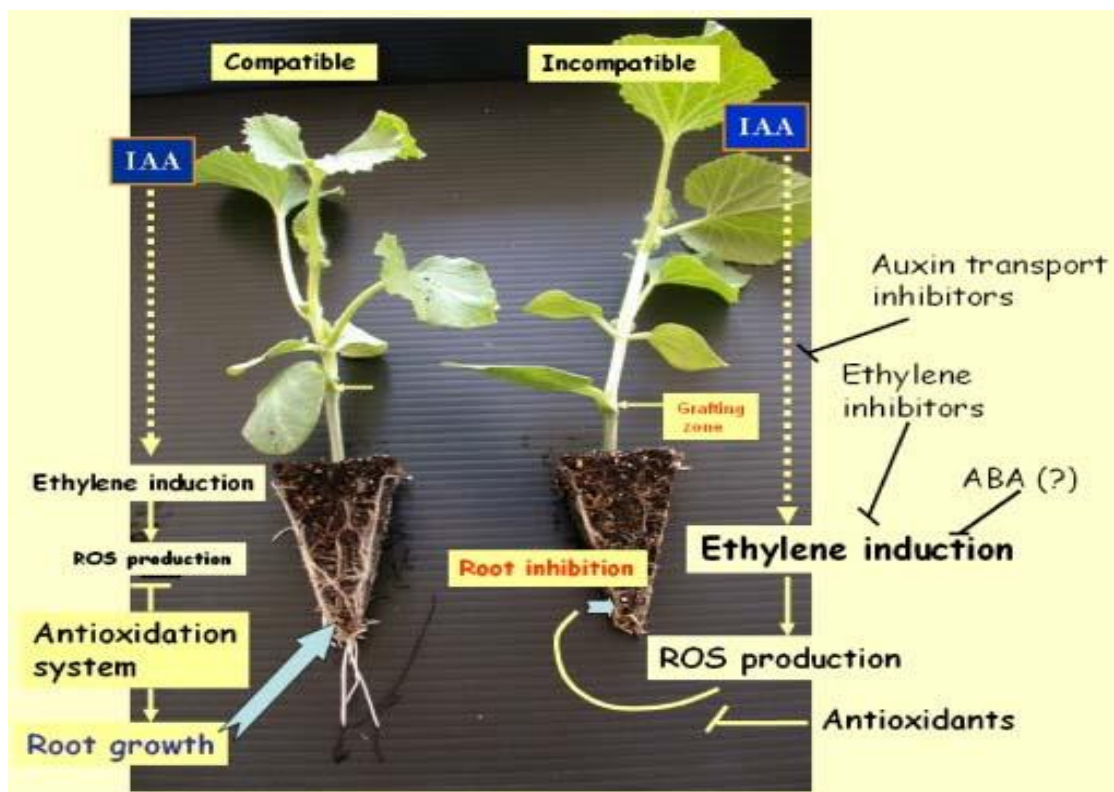 Compatible
Incompatible
IAA
IAA
Auxin transport
inhibitors
Ethylene
inhibitors
Grafting
zone
Ethylene induction
ABA (?)
ROS production
Ethylene induction
Root inhibition
Antioxidation
system
ROS production
Root growth
Antioxidants